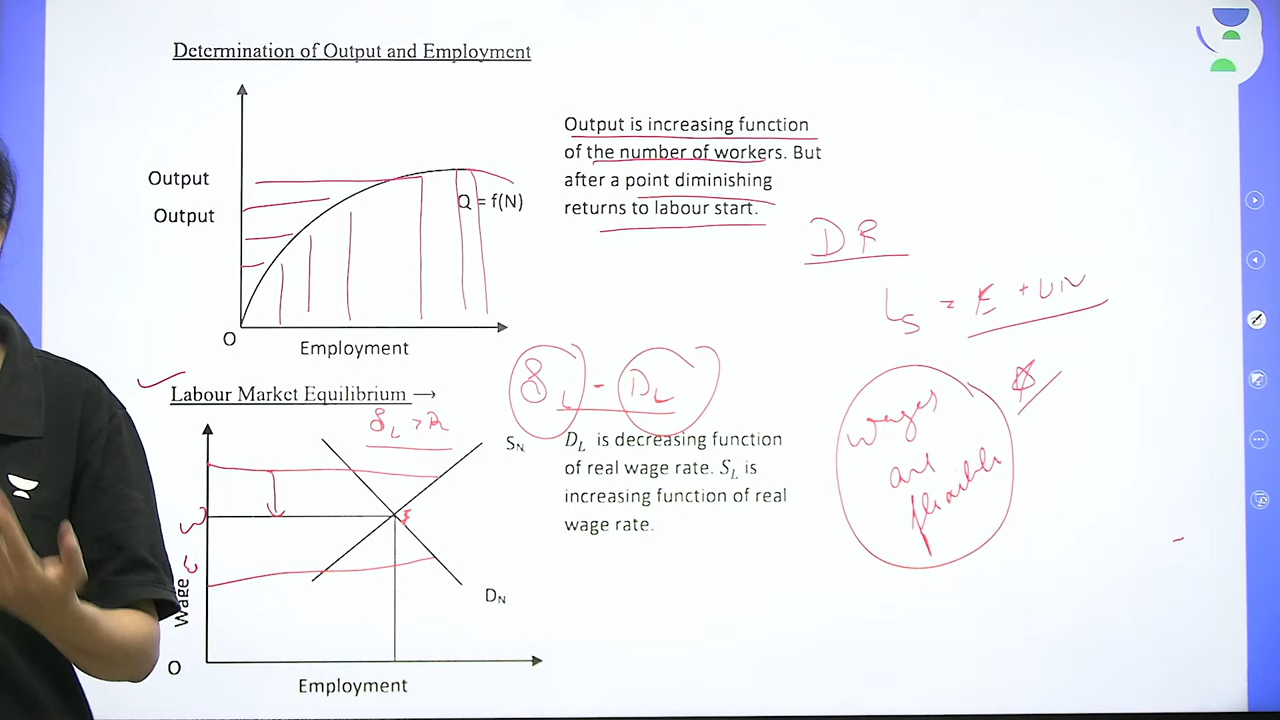 Determination of Output and Employment
Output
Output
Q = f(N)
O
Employment
Output is increasing function
of the number of workers. But
after a point diminishing
returns to labour start.
DR
LS = E + UN
Labour Market Equilibrium →
SL > D
SL - DL
SN
W
E
Wage
DN
O
Employment
DL is decreasing function
of real wage rate. SL is
increasing function of real
wage rate.
wages
are
flexible